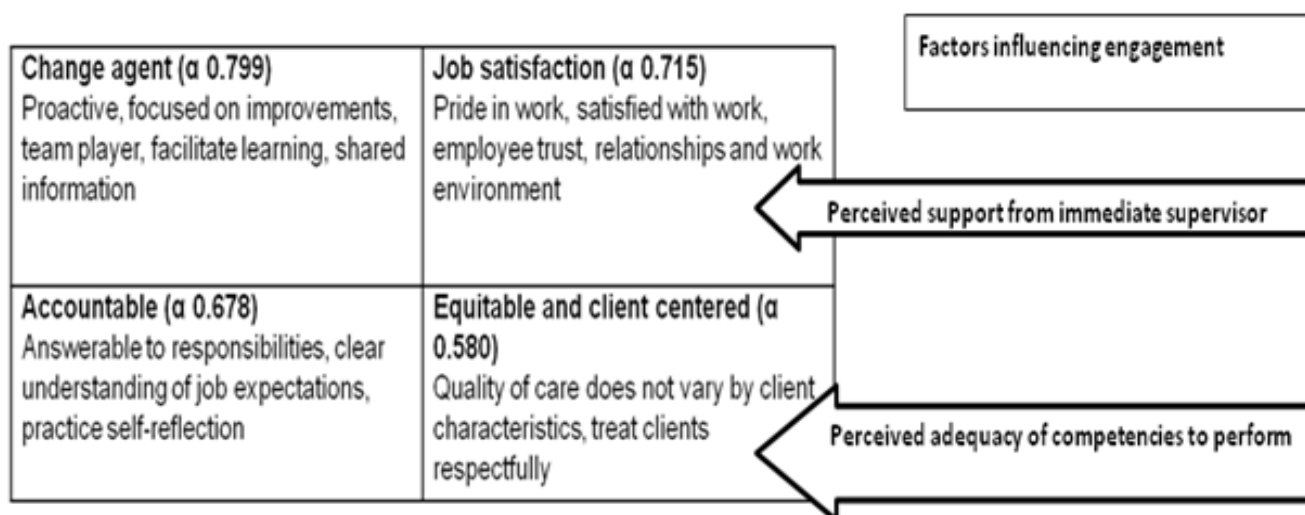 Factors influencing engagement
Change agent (α 0.799)
Proactive, focused on improvements,
team player, facilitate learning, shared
information
Job satisfaction (α 0.715)
Pride in work, satisfied with work,
employee trust, relationships and work
environment
Perceived support from immediate supervisor
Accountable (α 0.678)
Answerable to responsibilities, clear
understanding of job expectations,
practice self-reflection
Equitable and client centered (α
0.580)
Quality of care does not vary by client
characteristics, treat clients
respectfully
Perceived adequacy of competencies to perform